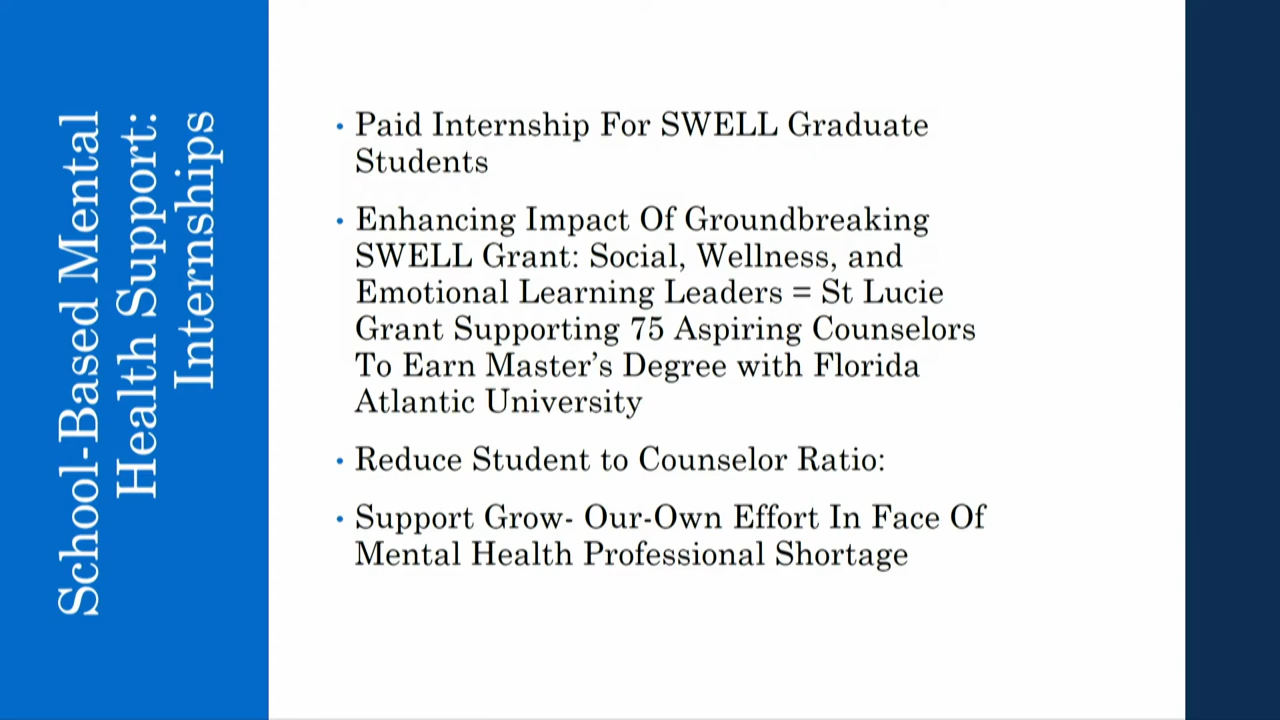 School-Based Mental
Health Support:
Internships
• Paid Internship For SWELL Graduate
Students
• Enhancing Impact Of Groundbreaking
SWELL Grant: Social, Wellness, and
Emotional Learning Leaders = St Lucie
Grant Supporting 75 Aspiring Counselors
To Earn Master’s Degree with Florida
Atlantic University
• Reduce Student to Counselor Ratio:
• Support Grow- Our-Own Effort In Face Of
Mental Health Professional Shortage